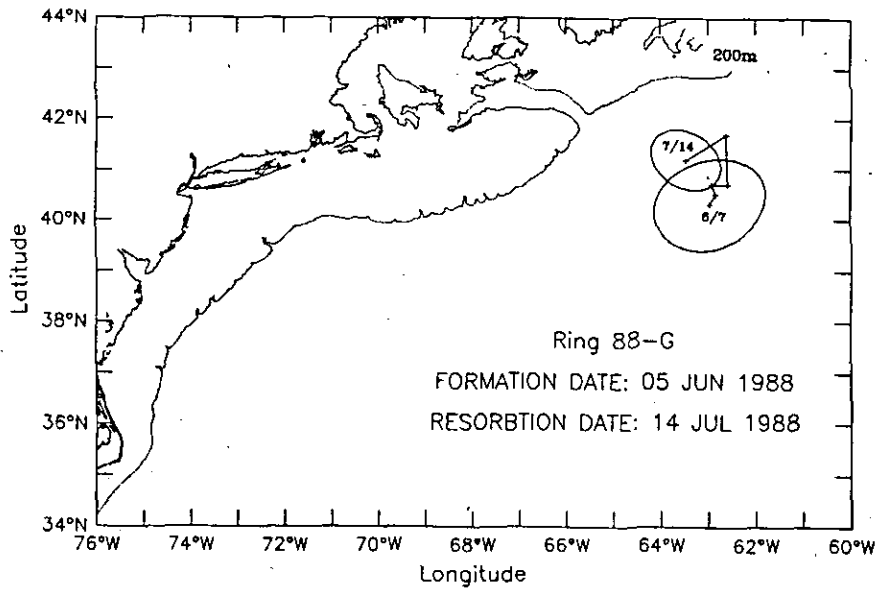 44°N
42°N
40°N
38°N
36°N
34°N
Latitude
76°W 74°W 72°W 70°W 68°W 66°W 64°W 62°W 60°W
Longitude
200m
7/14
6/7
Ring 88-G
FORMATION DATE: 05 JUN 1988
RESORBTION DATE: 14 JUL 1988